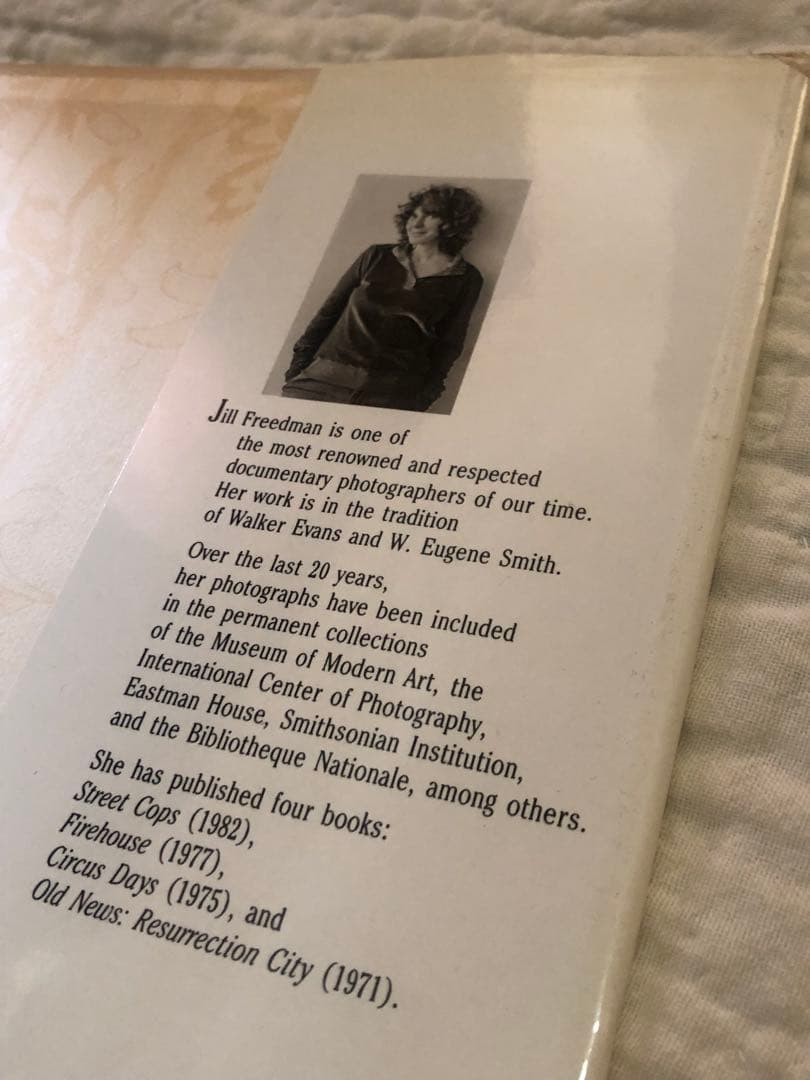 Jill Freedman is one of
the most renowned and respected
documentary photographers of our time.
Her work is in the tradition
of Walker Evans and W. Eugene Smith.
Over the last 20 years,
her photographs have been included
in the permanent collections
of the Museum of Modern Art, the
International Center of Photography,
Eastman House, Smithsonian Institution,
and the Bibliotheque Nationale, among others.
She has published four books:
Street Cops (1982),
Firehouse (1977),
Circus Days (1975), and
Old News: Resurrection City (1971).